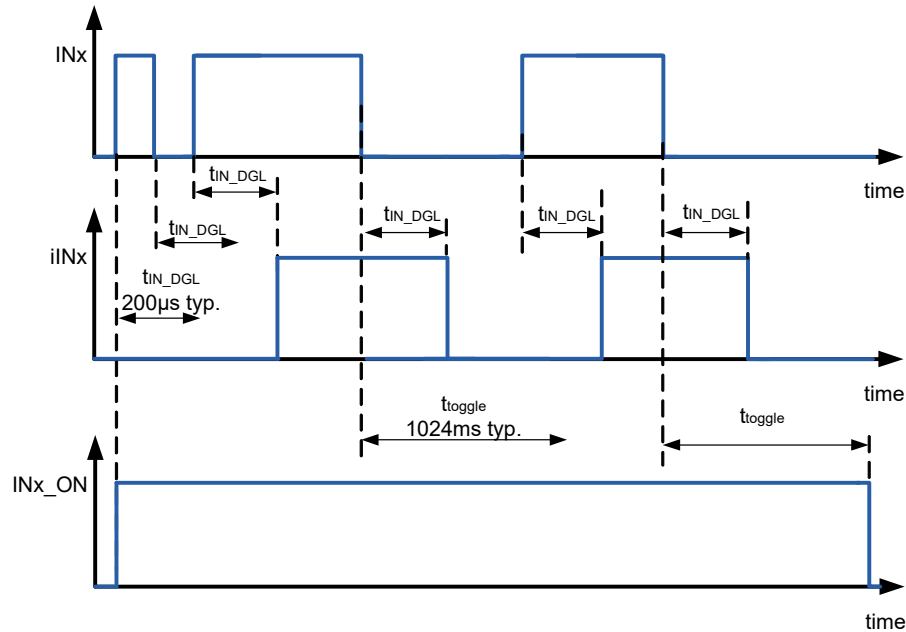 INx
time
tIN_DGL
tIN_DGL
tIN_DGL
tIN_DGL
tIN_DGL
iINx
tIN_DGL
200µs typ.
time
ttoggle
1024ms typ.
ttoggle
INx_ON
time